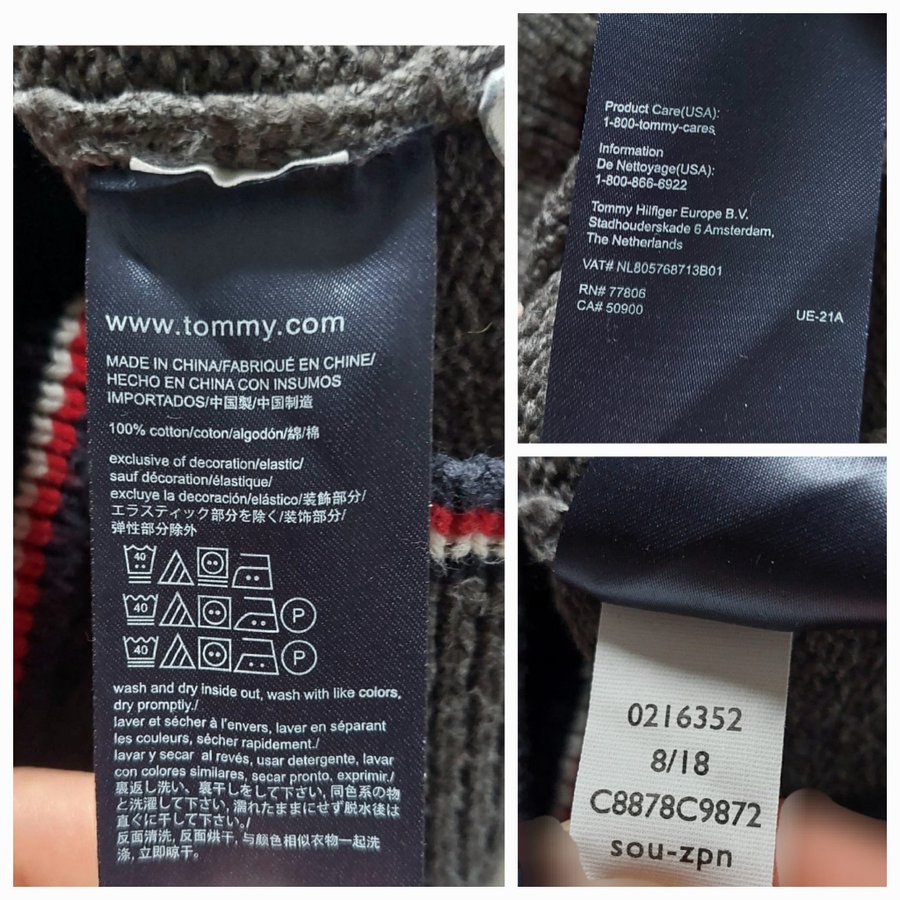 www.tommy.com
MADE IN CHINA/FABRIQUÉ EN CHINE/
HECHO EN CHINA CON INSUMOS
IMPORTADOS/中国製/中国制造
100% cotton/coton/algodón/綿/棉
exclusive of decoration/elastic/
sauf décoration/élastique/
excluye la decoración/elástico/装飾部分/
エラスティック部分を除く/装饰部分/
弹性部分除外
40
40 P
40 P
wash and dry inside out, wash with like colors,
dry promptly./
laver et sécher à l'envers, laver en séparant
les couleurs, sécher rapidement./
lavar y secar al revés, usar detergente, lavar
con colores similares, secar pronto, exprimir./
裏返し洗い、裏干しをして下さい, 同色系の物
と洗濯して下さい, 濡れたままにせず脱水後は
直ぐに干して下さい。/
反面清洗, 反面烘干, 与颜色相似衣物一起洗
涤, 立即晾干。
Product Care(USA):
1-800-tommy-cares
Information
De Nettoyage(USA):
1-800-866-6922
Tommy Hilfiger Europe B.V.
Stadhouderskade 6 Amsterdam,
The Netherlands
VAT# NL805768713B01
RN# 77806
CA# 50900
UE-21A
0216352
8/18
C8878C9872
sou-zpn